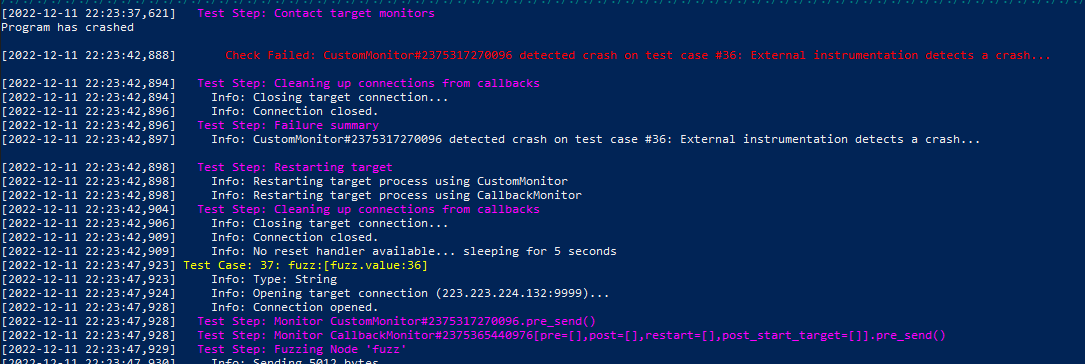 [2022-12-11 22:23:37,621] Test Step: Contact target monitors
Program has crashed
[2022-12-11 22:23:42,888] Check Failed: CustomMonitor#2375317270096 detected crash on test case #36: External instrumentation detects a crash...
[2022-12-11 22:23:42,894] Test Step: Cleaning up connections from callbacks
[2022-12-11 22:23:42,894] Info: Closing target connection...
[2022-12-11 22:23:42,896] Info: Connection closed.
[2022-12-11 22:23:42,896] Test Step: Failure summary
[2022-12-11 22:23:42,897] Info: CustomMonitor#2375317270096 detected crash on test case #36: External instrumentation detects a crash...
[2022-12-11 22:23:42,898] Test Step: Restarting target
[2022-12-11 22:23:42,898] Info: Restarting target process using CustomMonitor
[2022-12-11 22:23:42,898] Info: Restarting target process using CallbackMonitor
[2022-12-11 22:23:42,904] Test Step: Cleaning up connections from callbacks
[2022-12-11 22:23:42,906] Info: Closing target connection...
[2022-12-11 22:23:42,909] Info: Connection closed.
[2022-12-11 22:23:42,909] Info: No reset handler available... sleeping for 5 seconds
[2022-12-11 22:23:47,923] Test Case: 37: fuzz:[fuzz.value:36]
[2022-12-11 22:23:47,923] Info: Type: String
[2022-12-11 22:23:47,924] Info: Opening target connection (223.223.224.132:9999)...
[2022-12-11 22:23:47,928] Info: Connection opened.
[2022-12-11 22:23:47,928] Test Step: Monitor CustomMonitor#2375317270096.pre_send()
[2022-12-11 22:23:47,928] Test Step: Monitor CallbackMonitor#2375365440976[pre=[],post=[],restart=[],post_start_target=[]].pre_send()
[2022-12-11 22:23:47,929] Test Step: Fuzzing Node 'fuzz'
[2022-12-11 22:23:47,930] Info: Sending 5012 bytes